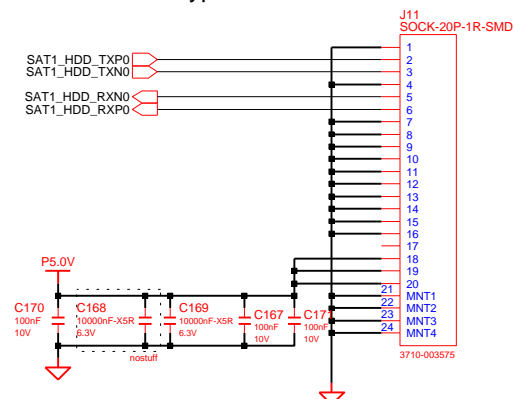 J11
SOCK-20P-1R-SMD
1
SAT1_HDD_TXP0 2
SAT1_HDD_TXN0 3
4
SAT1_HDD_RXN0 5
SAT1_HDD_RXP0 6
7
8
9
10
11
12
13
14
15
16
17
18
P5.0V 19
20
21 MNT1
22 MNT2
23 MNT3
24 MNT4
C170 C168 C169 C167 C171
100nF 10000nF-X5R 10000nF-X5R 100nF 100nF
10V 6.3V 6.3V 10V 10V
nostuff
3710-003575